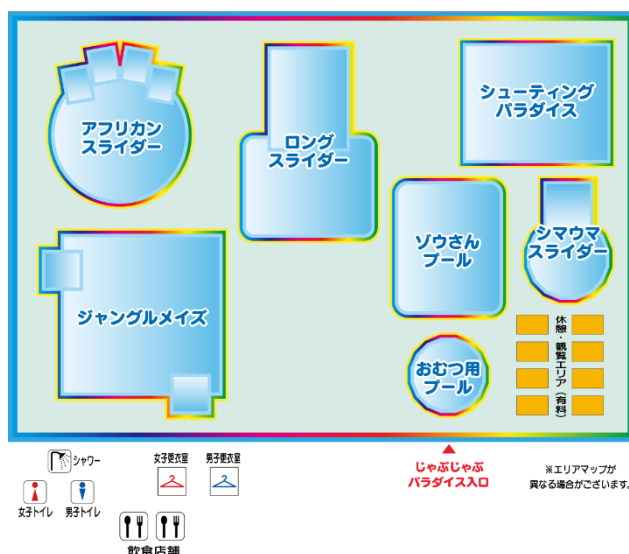 アフリカン
スライダー
ロング
スライダー
シューティング
パラダイス
ゾウさん
プール
シマウマ
スライダー
ジャングルメイズ
おむつ用
プール
休憩・観覧エリア(有料)
シャワー
女子更衣室
男子更衣室
じゃぶじゃぶ
パラダイス入口
※エリアマップが
異なる場合がございます。
女子トイレ
男子トイレ
飲食店舗